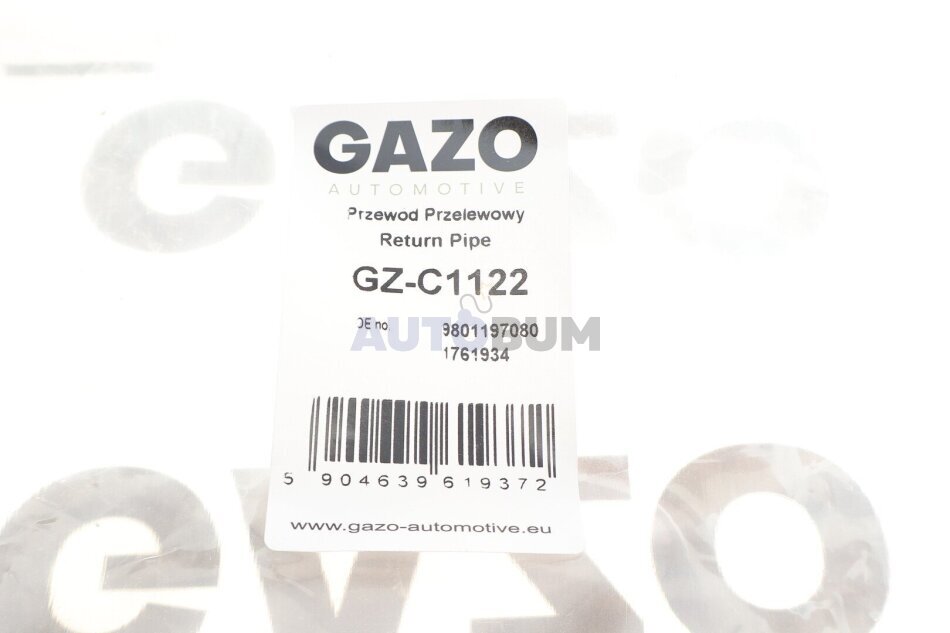 GAZO
AUTOMOTIVE
Przewod Przelewowy
Return Pipe
GZ-C1122
OE no. 9801197080
1761934
AUTOBUM
5 904639 619372
www.gazo-automotive.eu